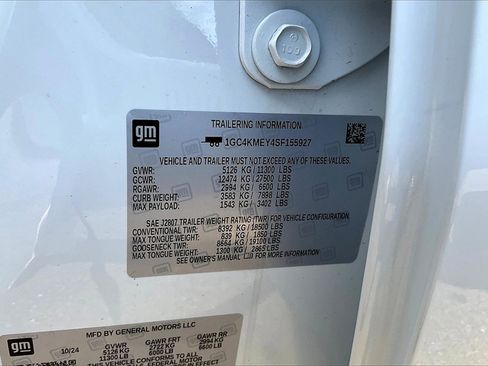 100
gm
TRAILERING INFORMATION
1GC4KMEY4SF155927
VEHICLE AND TRAILER MUST NOT EXCEED ANY OF THESE VALUES.
GVWR: 5126 KG / 11300 LBS
GCWR: 12474 KG / 27500 LBS
RGAWR: 2994 KG / 6600 LBS
CURB WEIGHT: 3583 KG / 7898 LBS
MAX PAYLOAD: 1543 KG / 3402 LBS
SAE J2807 TRAILER WEIGHT RATING (TWR) FOR VEHICLE CONFIGURATION.
CONVENTIONAL TWR: 8392 KG / 18500 LBS
MAX TONGUE WEIGHT: 839 KG / 1850 LBS
GOOSENECK TWR: 8664 KG / 19100 LBS
MAX TONGUE WEIGHT: 1300 KG / 2865 LBS
SEE OWNER'S MANUAL FOR MORE INFORMATION
gm
MFD BY GENERAL MOTORS LLC
10/24 GVWR GAWR FRT GAWR RR
5126 KG 2722 KG 2994 KG
11300 LB 6000 LB 6600 LB
THIS VEHICLE CONFORMS TO ALL